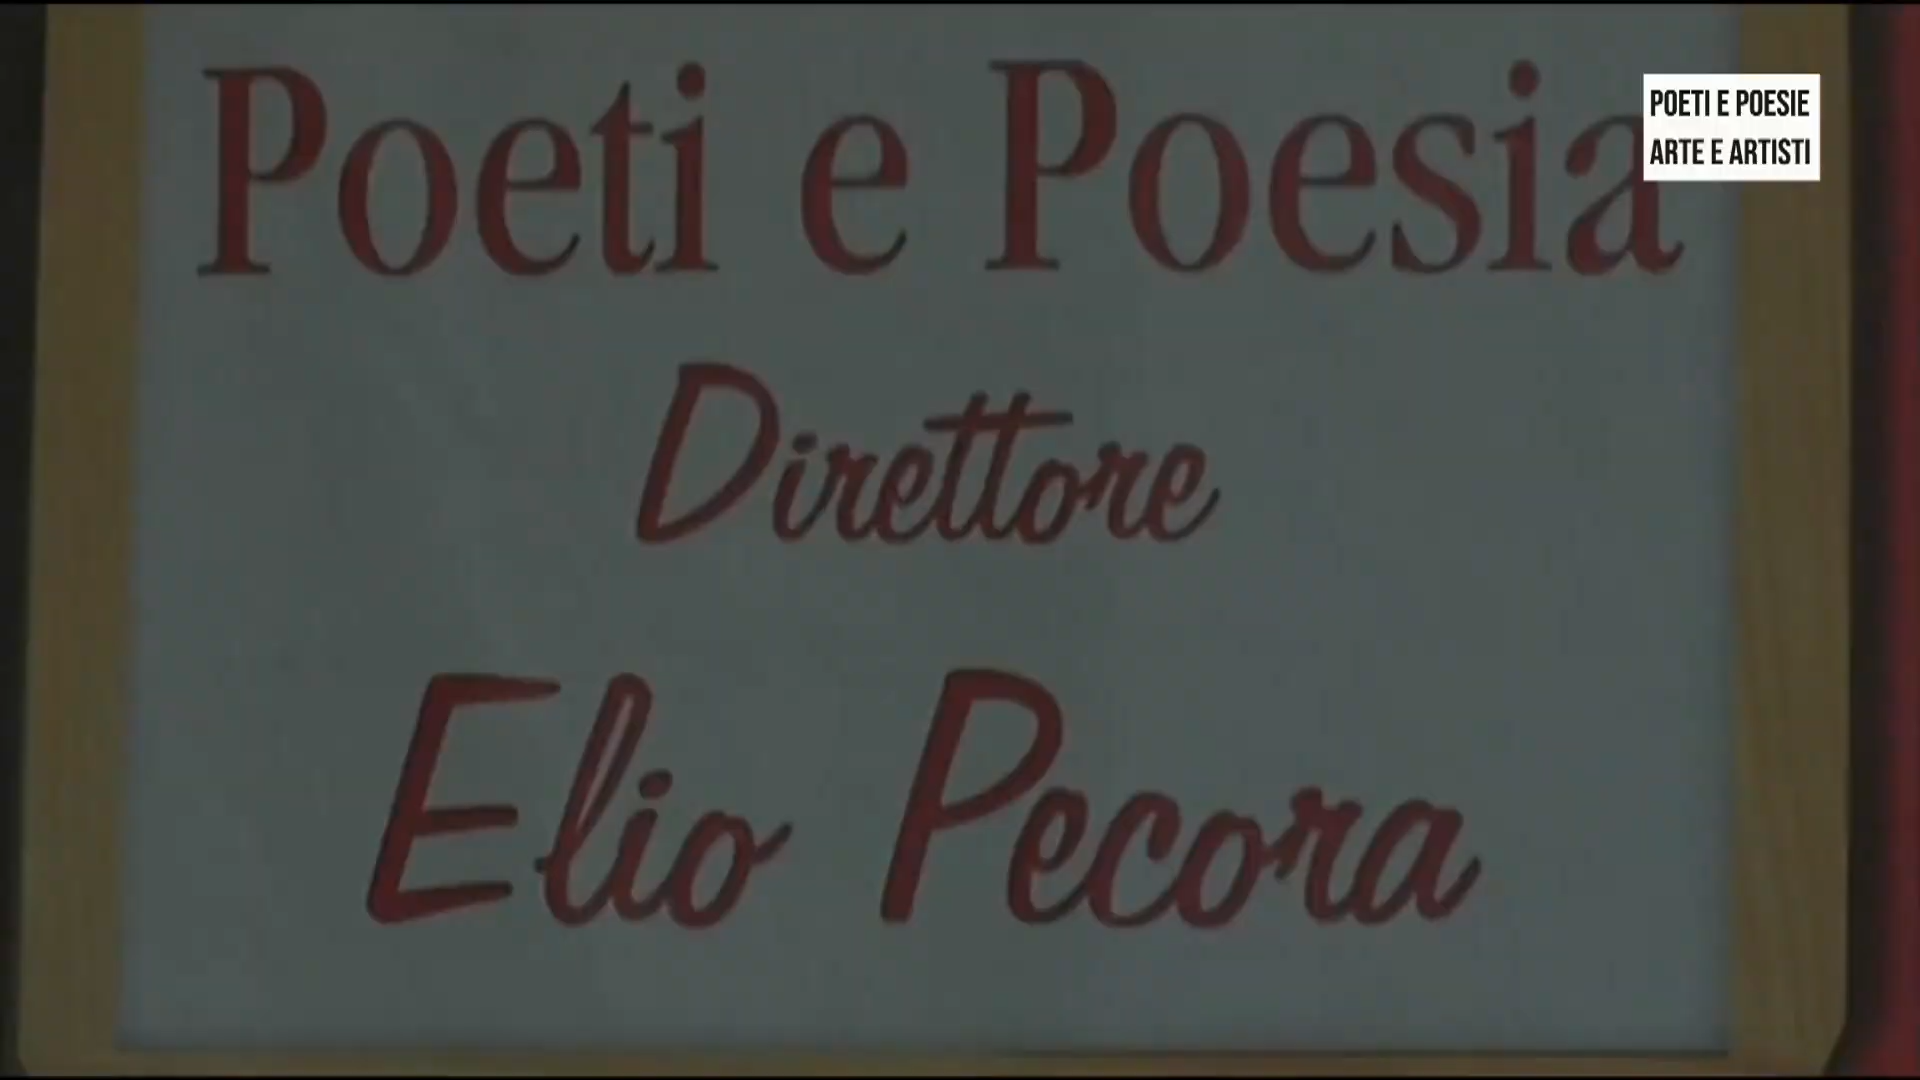 Poeti e Poesia
POETI E POESIE
ARTE E ARTISTI
Direttore
Elio Pecora